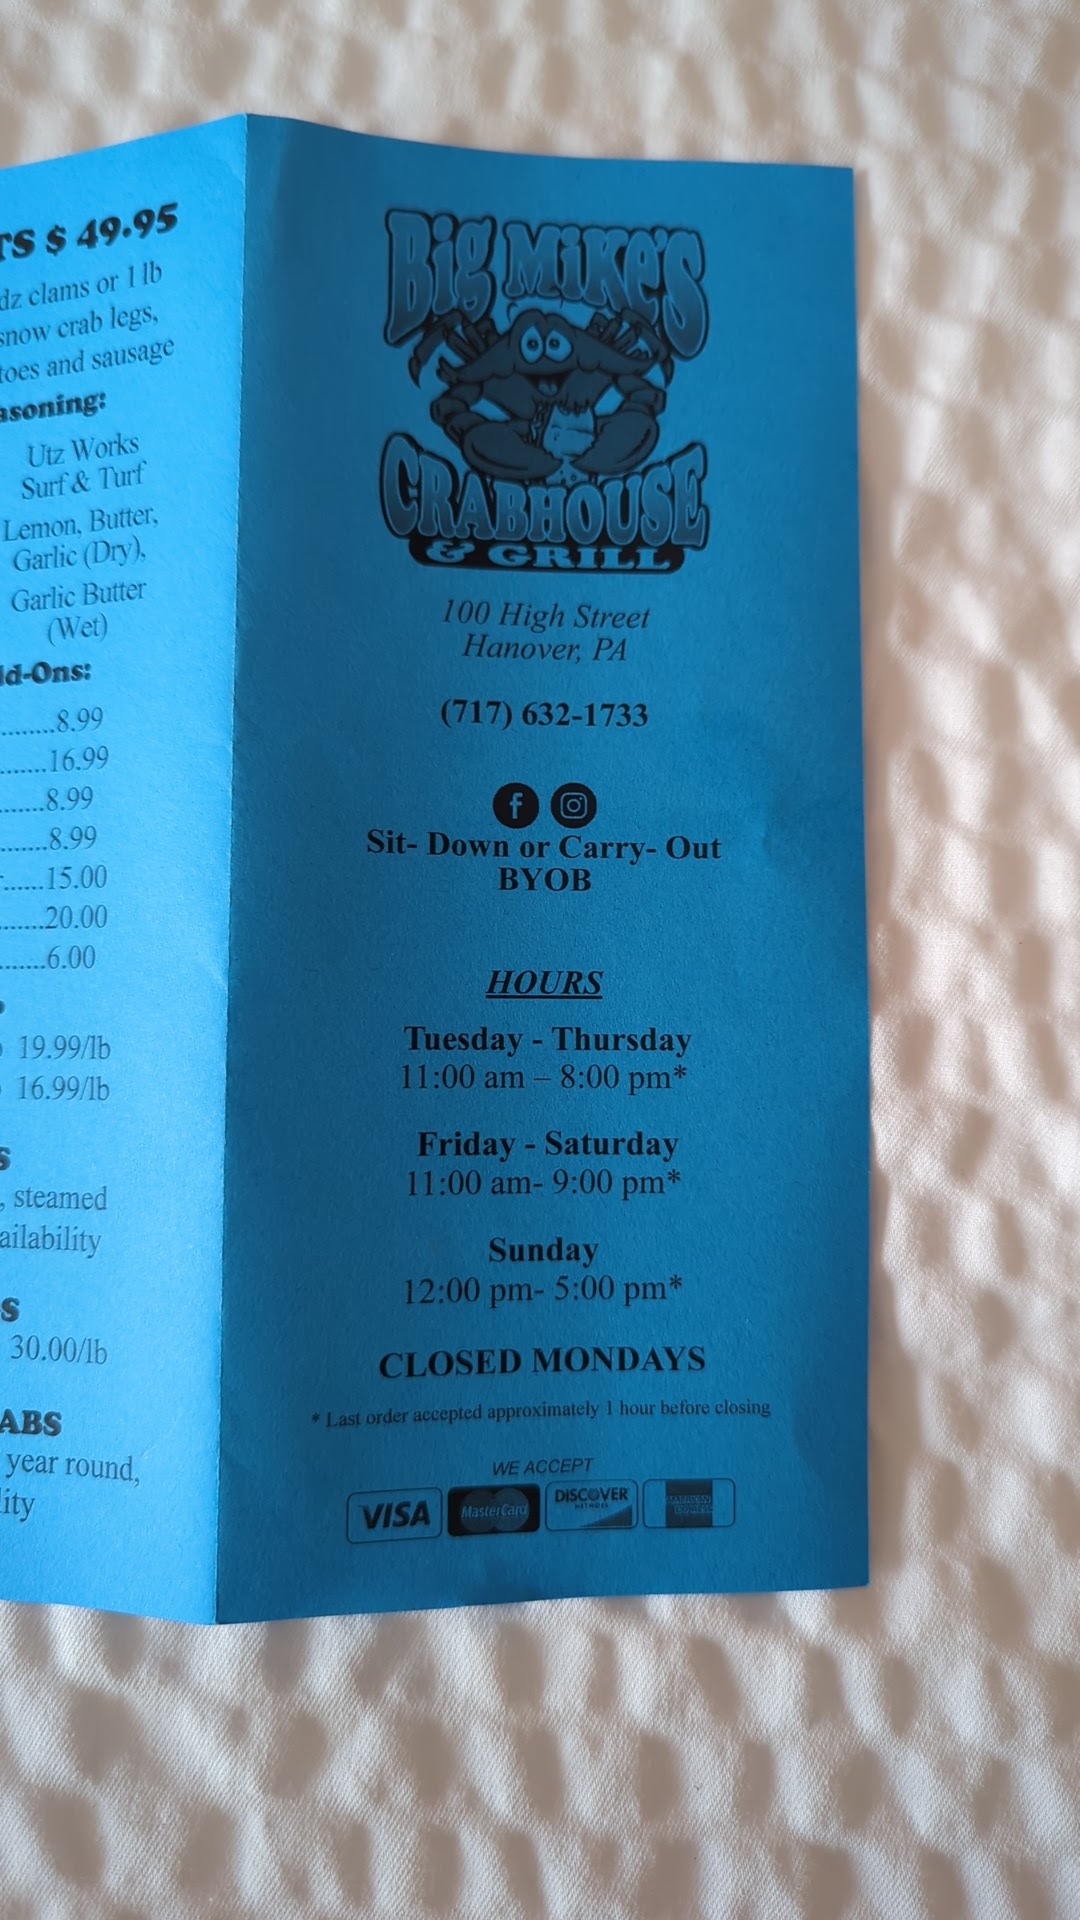 TS $ 49.95
dz clams or 1 lb
snow crab legs,
toes and sausage
asoning:
Utz Works
Surf & Turf
Lemon, Butter,
Garlic (Dry),
Garlic Butter
(Wet)
dd-Ons:
.........8.99
........16.99
........8.99
........8.99
......15.00
........20.00
........6.00
19.99/lb
16.99/lb
S
, steamed
ailability
S
30.00/lb
ABS
year round,
lity
Big Mike's
CRABHOUSE
& GRILL
100 High Street
Hanover, PA
(717) 632-1733
Sit- Down or Carry- Out
BYOB
HOURS
Tuesday - Thursday
11:00 am – 8:00 pm*
Friday - Saturday
11:00 am- 9:00 pm*
Sunday
12:00 pm- 5:00 pm*
CLOSED MONDAYS
* Last order accepted approximately 1 hour before closing
WE ACCEPT
VISA MasterCard DISCOVER NETWORK AMERICAN EXPRESS